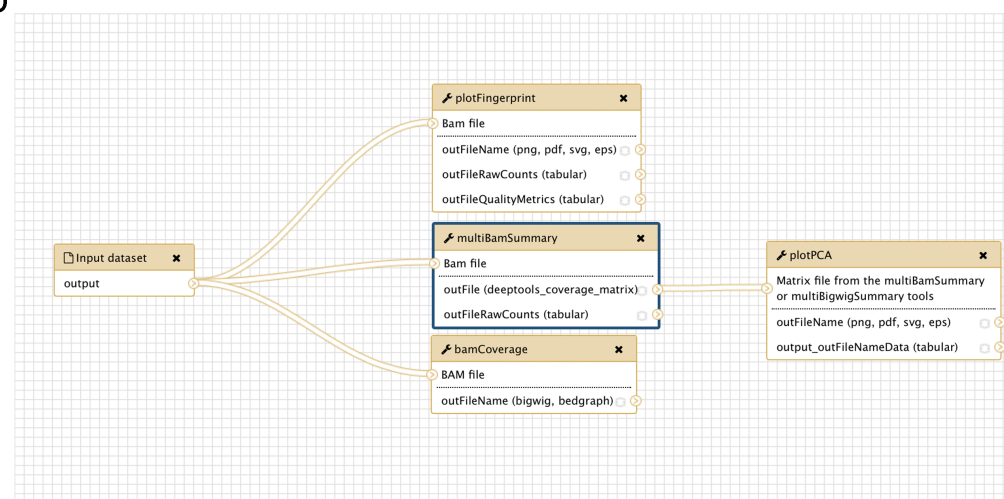 plotFingerprint
Bam file
outFileName (png, pdf, svg, eps)
outFileRawCounts (tabular)
outFileQualityMetrics (tabular)
Input dataset
output
multiBamSummary
Bam file
outFile (deeptools_coverage_matrix)
outFileRawCounts (tabular)
plotPCA
Matrix file from the multiBamSummary
or multiBigwigSummary tools
outFileName (png, pdf, svg, eps)
output_outFileNameData (tabular)
bamCoverage
BAM file
outFileName (bigwig, bedgraph)